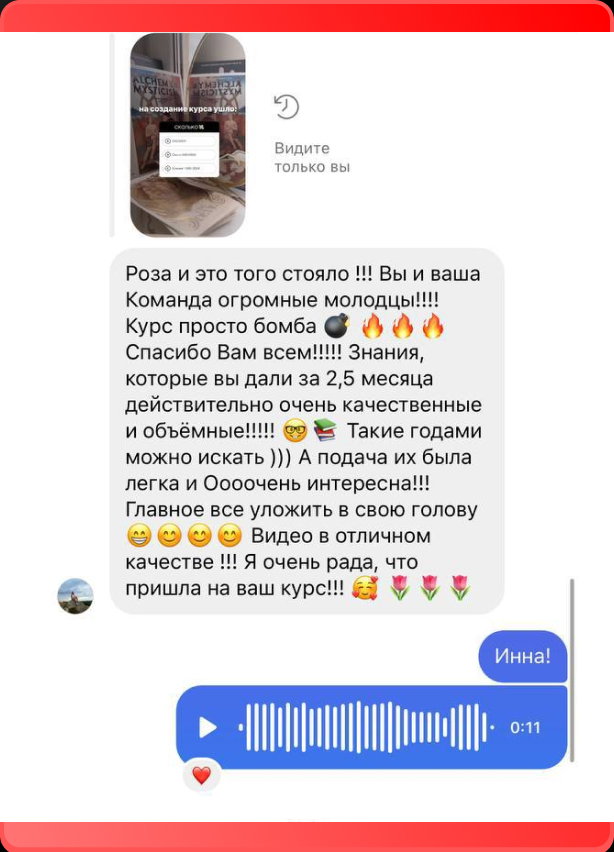 ALCHEMY
MYSTICISM
на создание курса ушло:
СКОЛЬКО
Видите
только вы
Роза и это того стояло !!! Вы и ваша
Команда огромные молодцы!!!!
Курс просто бомба 💣 🔥🔥🔥
Спасибо Вам всем!!!!! Знания,
которые вы дали за 2,5 месяца
действительно очень качественные
и объёмные!!!!! 🤓📚 Такие годами
можно искать ))) А подача их была
легка и Оооочень интересна!!!
Главное все уложить в свою голову
😁😊😊😊 Видео в отличном
качестве !!! Я очень рада, что
пришла на ваш курс!!! 🥰🌷🌷🌷
Инна!
0:11